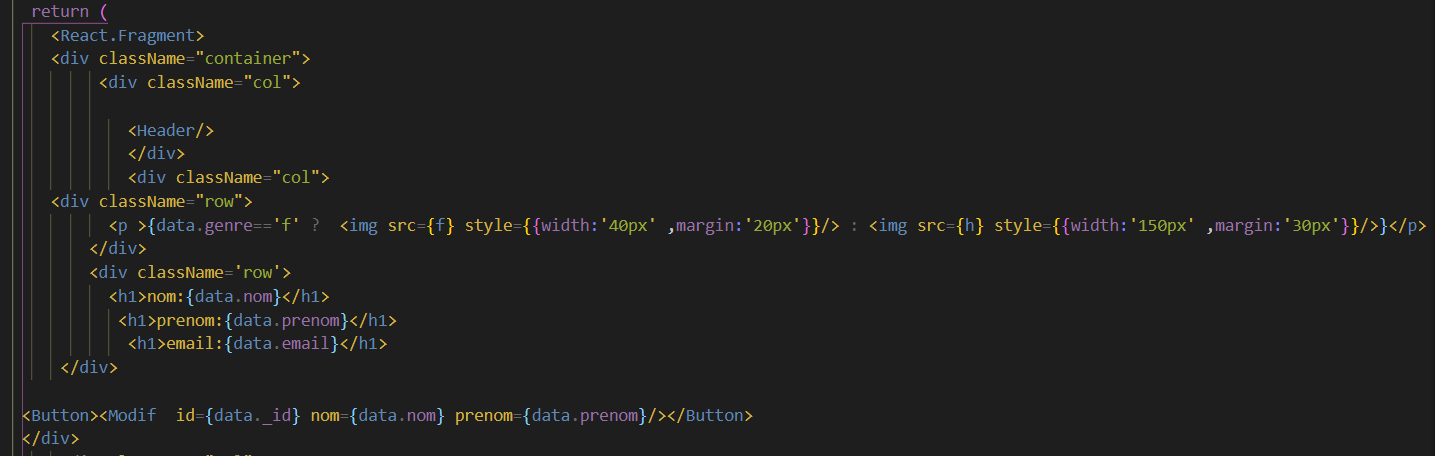 return (
<React.Fragment>
<div className="container">
<div className="col">
<Header/>
</div>
<div className="col">
<div className="row">
<p >{data.genre=='f' ?  <img src={f} style={{width:'40px' ,margin:'20px'}}/> : <img src={h} style={{width:'150px' ,margin:'30px'}}/>}</p>
</div>
<div className='row'>
<h1>nom:{data.nom}</h1>
<h1>prenom:{data.prenom}</h1>
<h1>email:{data.email}</h1>
</div>
<Button><Modif  id={data._id} nom={data.nom} prenom={data.prenom}/></Button>
</div>